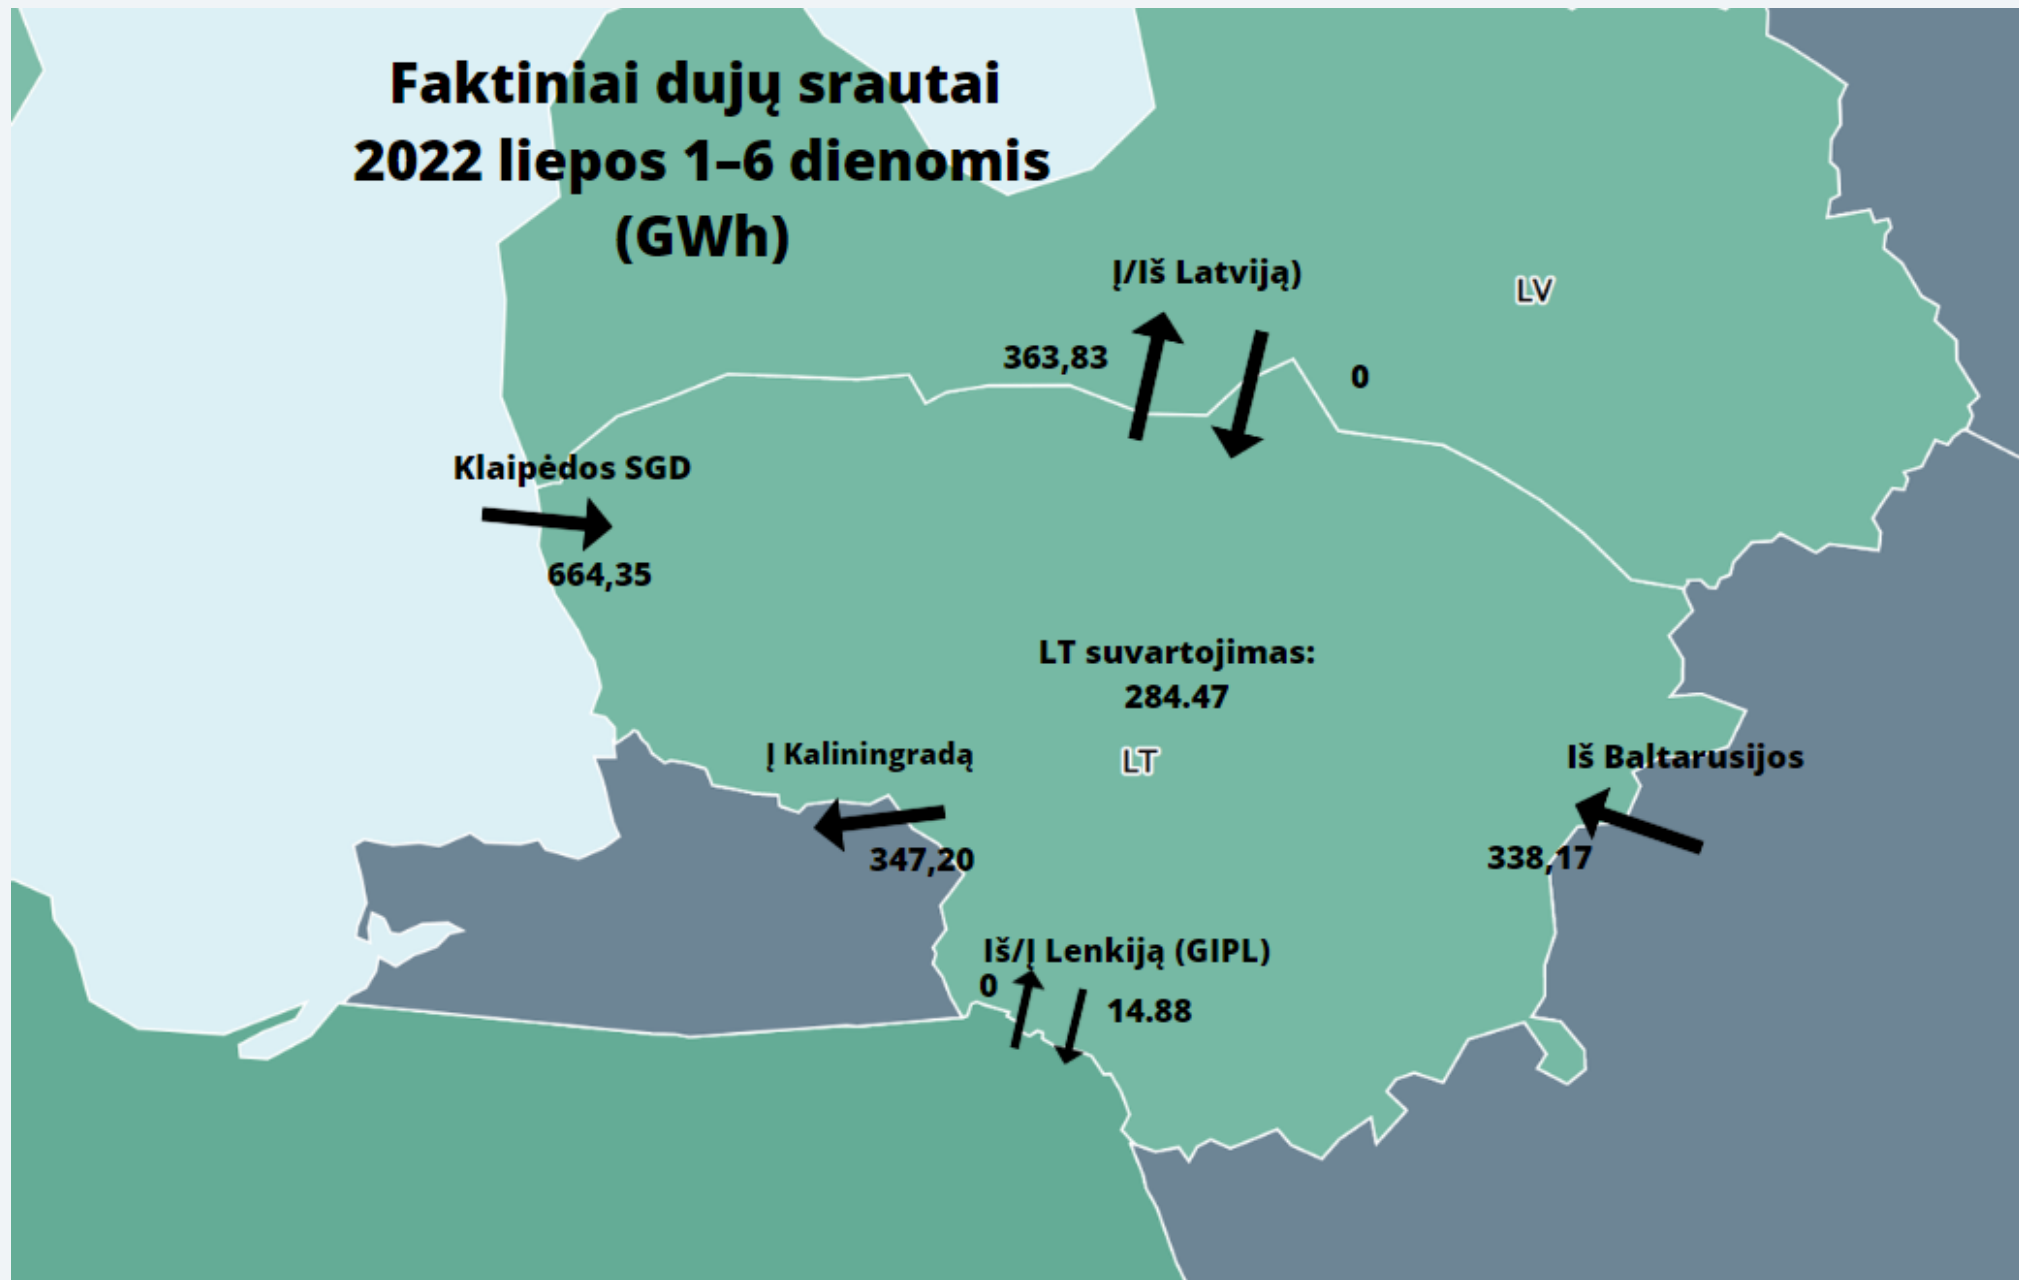 Faktiniai dujų srautai
2022 liepos 1–6 dienomis
(GWh)
Į/Iš Latviją)
LV
363,83
0
Klaipėdos SGD
664,35
LT suvartojimas:
284.47
Į Kaliningradą
LT
Iš Baltarusijos
347,20
338,17
Iš/Į Lenkiją (GIPL)
0
14.88